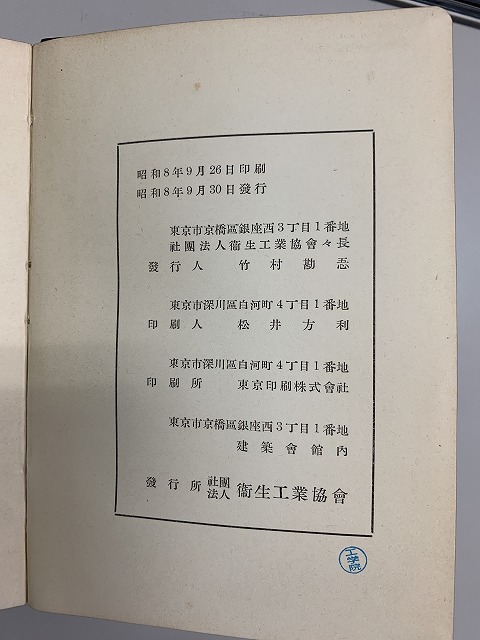 昭和8年9月26日印刷
昭和8年9月30日發行
東京市京橋區銀座西3丁目1番地
社團法人衞生工業協會々長
發行人 竹村勘忢
東京市深川區白河町4丁目1番地
印刷人 松井方利
東京市深川區白河町4丁目1番地
印刷所 東京印刷株式會社
東京市京橋區銀座西3丁目1番地
建築會館內
發行所 社團法人 衞生工業協會
工學院